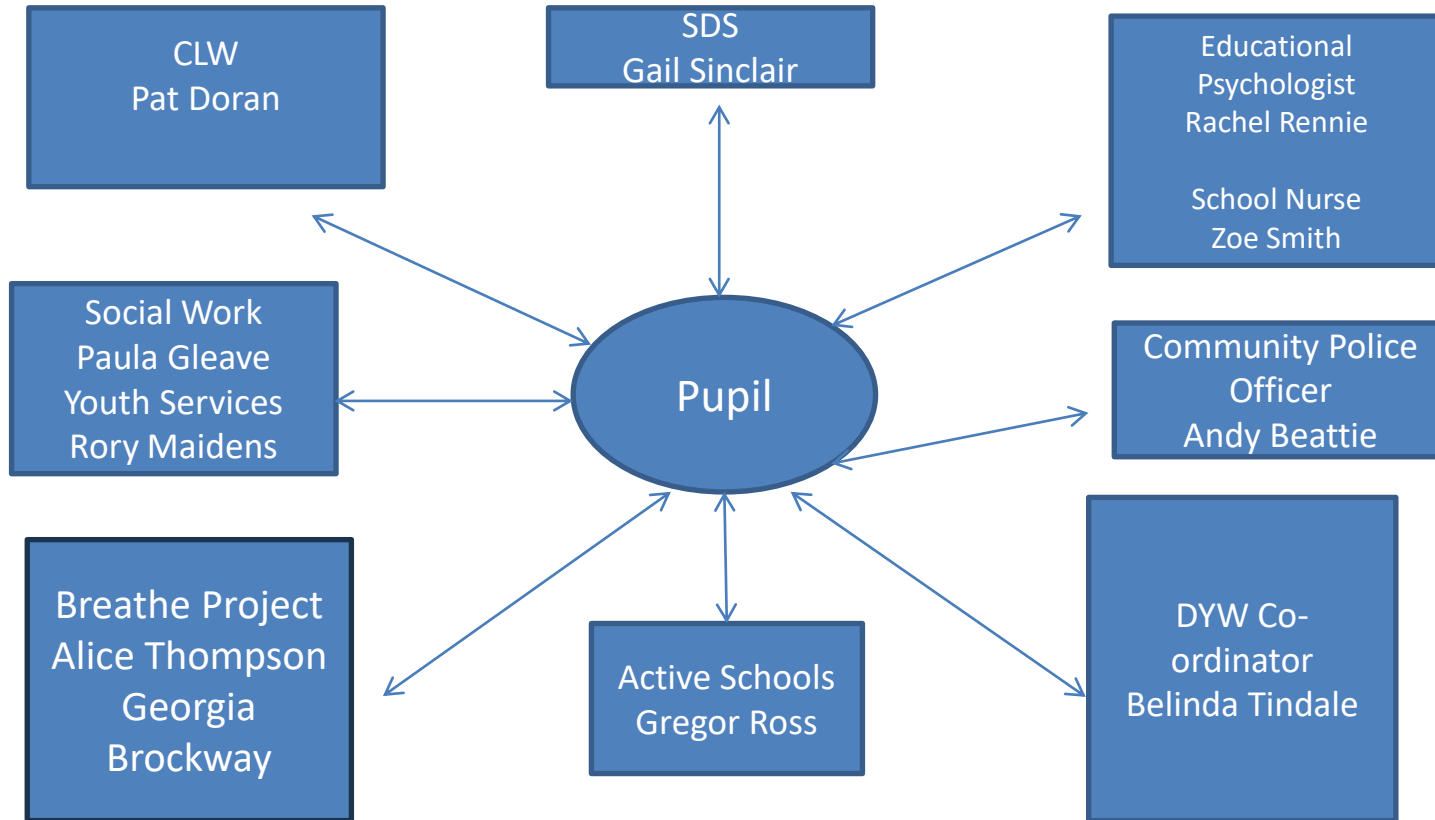 CLW
Pat Doran
SDS
Gail Sinclair
Educational
Psychologist
Rachel Rennie
School Nurse
Zoe Smith
Social Work
Paula Gleave
Youth Services
Rory Maidens
Pupil
Community Police
Officer
Andy Beattie
Breathe Project
Alice Thompson
Georgia
Brockway
Active Schools
Gregor Ross
DYW Co-
ordinator
Belinda Tindale